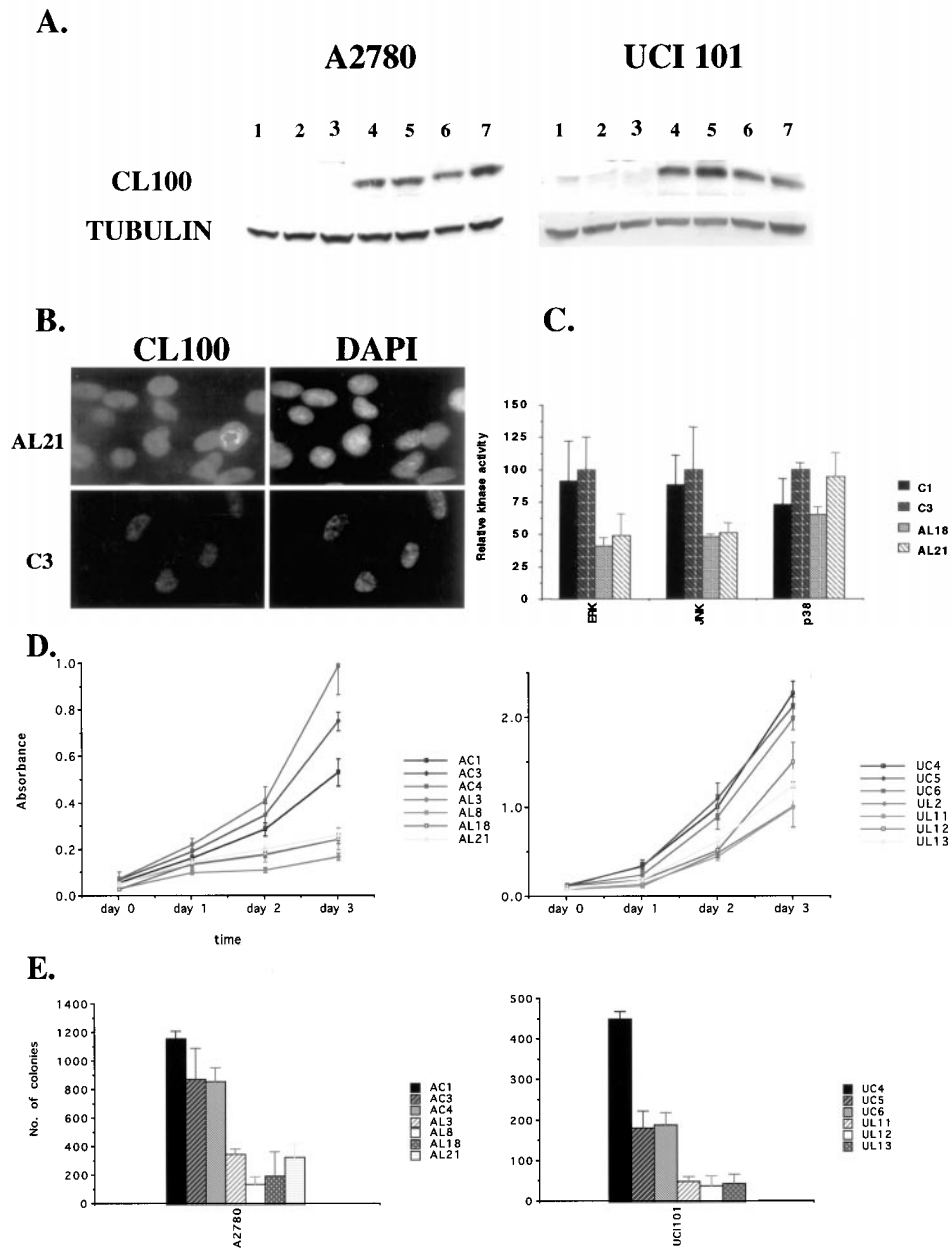 A.
A2780 UCI 101
1 2 3 4 5 6 7 1 2 3 4 5 6 7
CL100
TUBULIN
B.
CL100 DAPI
AL21
C3
C.
Relative kinase activity
150
125
100
75
50
25
0
ERK JNK p38
C1
C3
AL18
AL21
D.
Absorbance
1.0
0.8
0.6
0.4
0.2
0.0
day 0 day 1 day 2 day 3
time
AC1
AC3
AC4
AL3
AL8
AL18
AL21
2.0
1.0
0.0
day 0 day 1 day 2 day 3
UC4
UC5
UC6
UL2
UL11
UL12
UL13
E.
No. of colonies
1400
1200
1000
800
600
400
200
0
A2780
AC1
AC3
AC4
AL3
AL8
AL18
AL21
500
400
300
200
100
0
UCI101
UC4
UC5
UC6
UL11
UL12
UL13